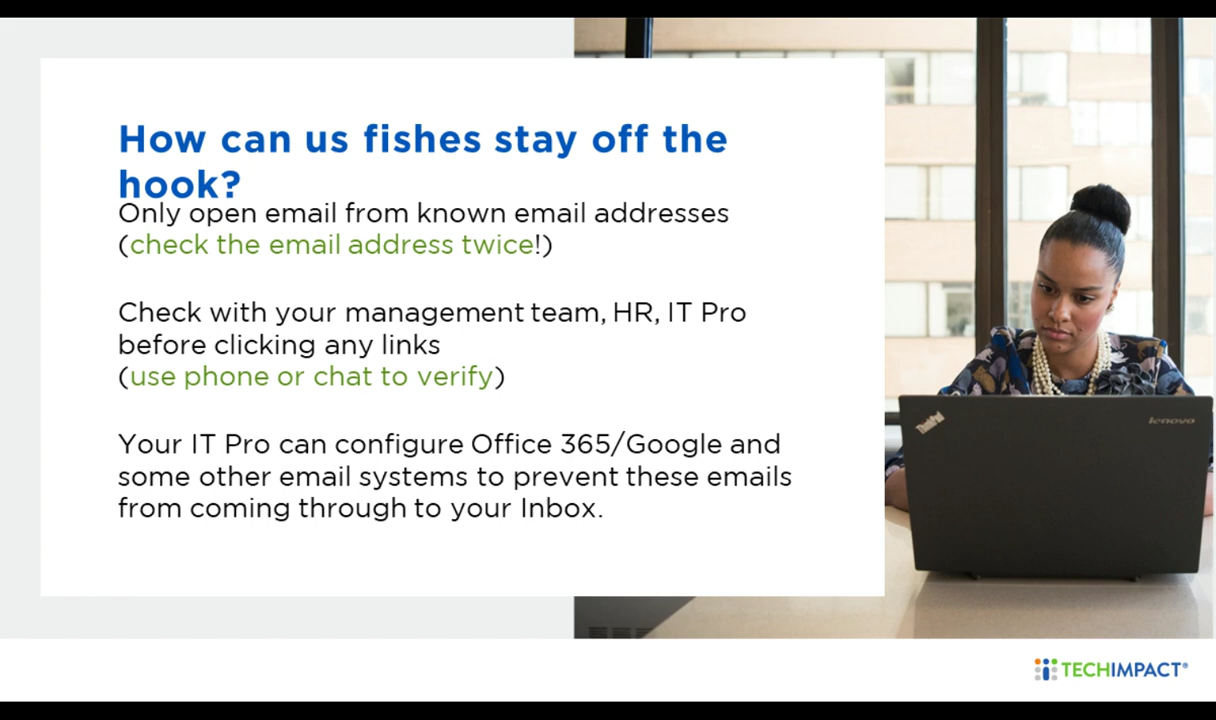 How can us fishes stay off the
hook?
Only open email from known email addresses
(check the email address twice!)
Check with your management team, HR, IT Pro
before clicking any links
(use phone or chat to verify)
Your IT Pro can configure Office 365/Google and
some other email systems to prevent these emails
from coming through to your Inbox.
ThinkPad
lenovo
TECHIMPACT®